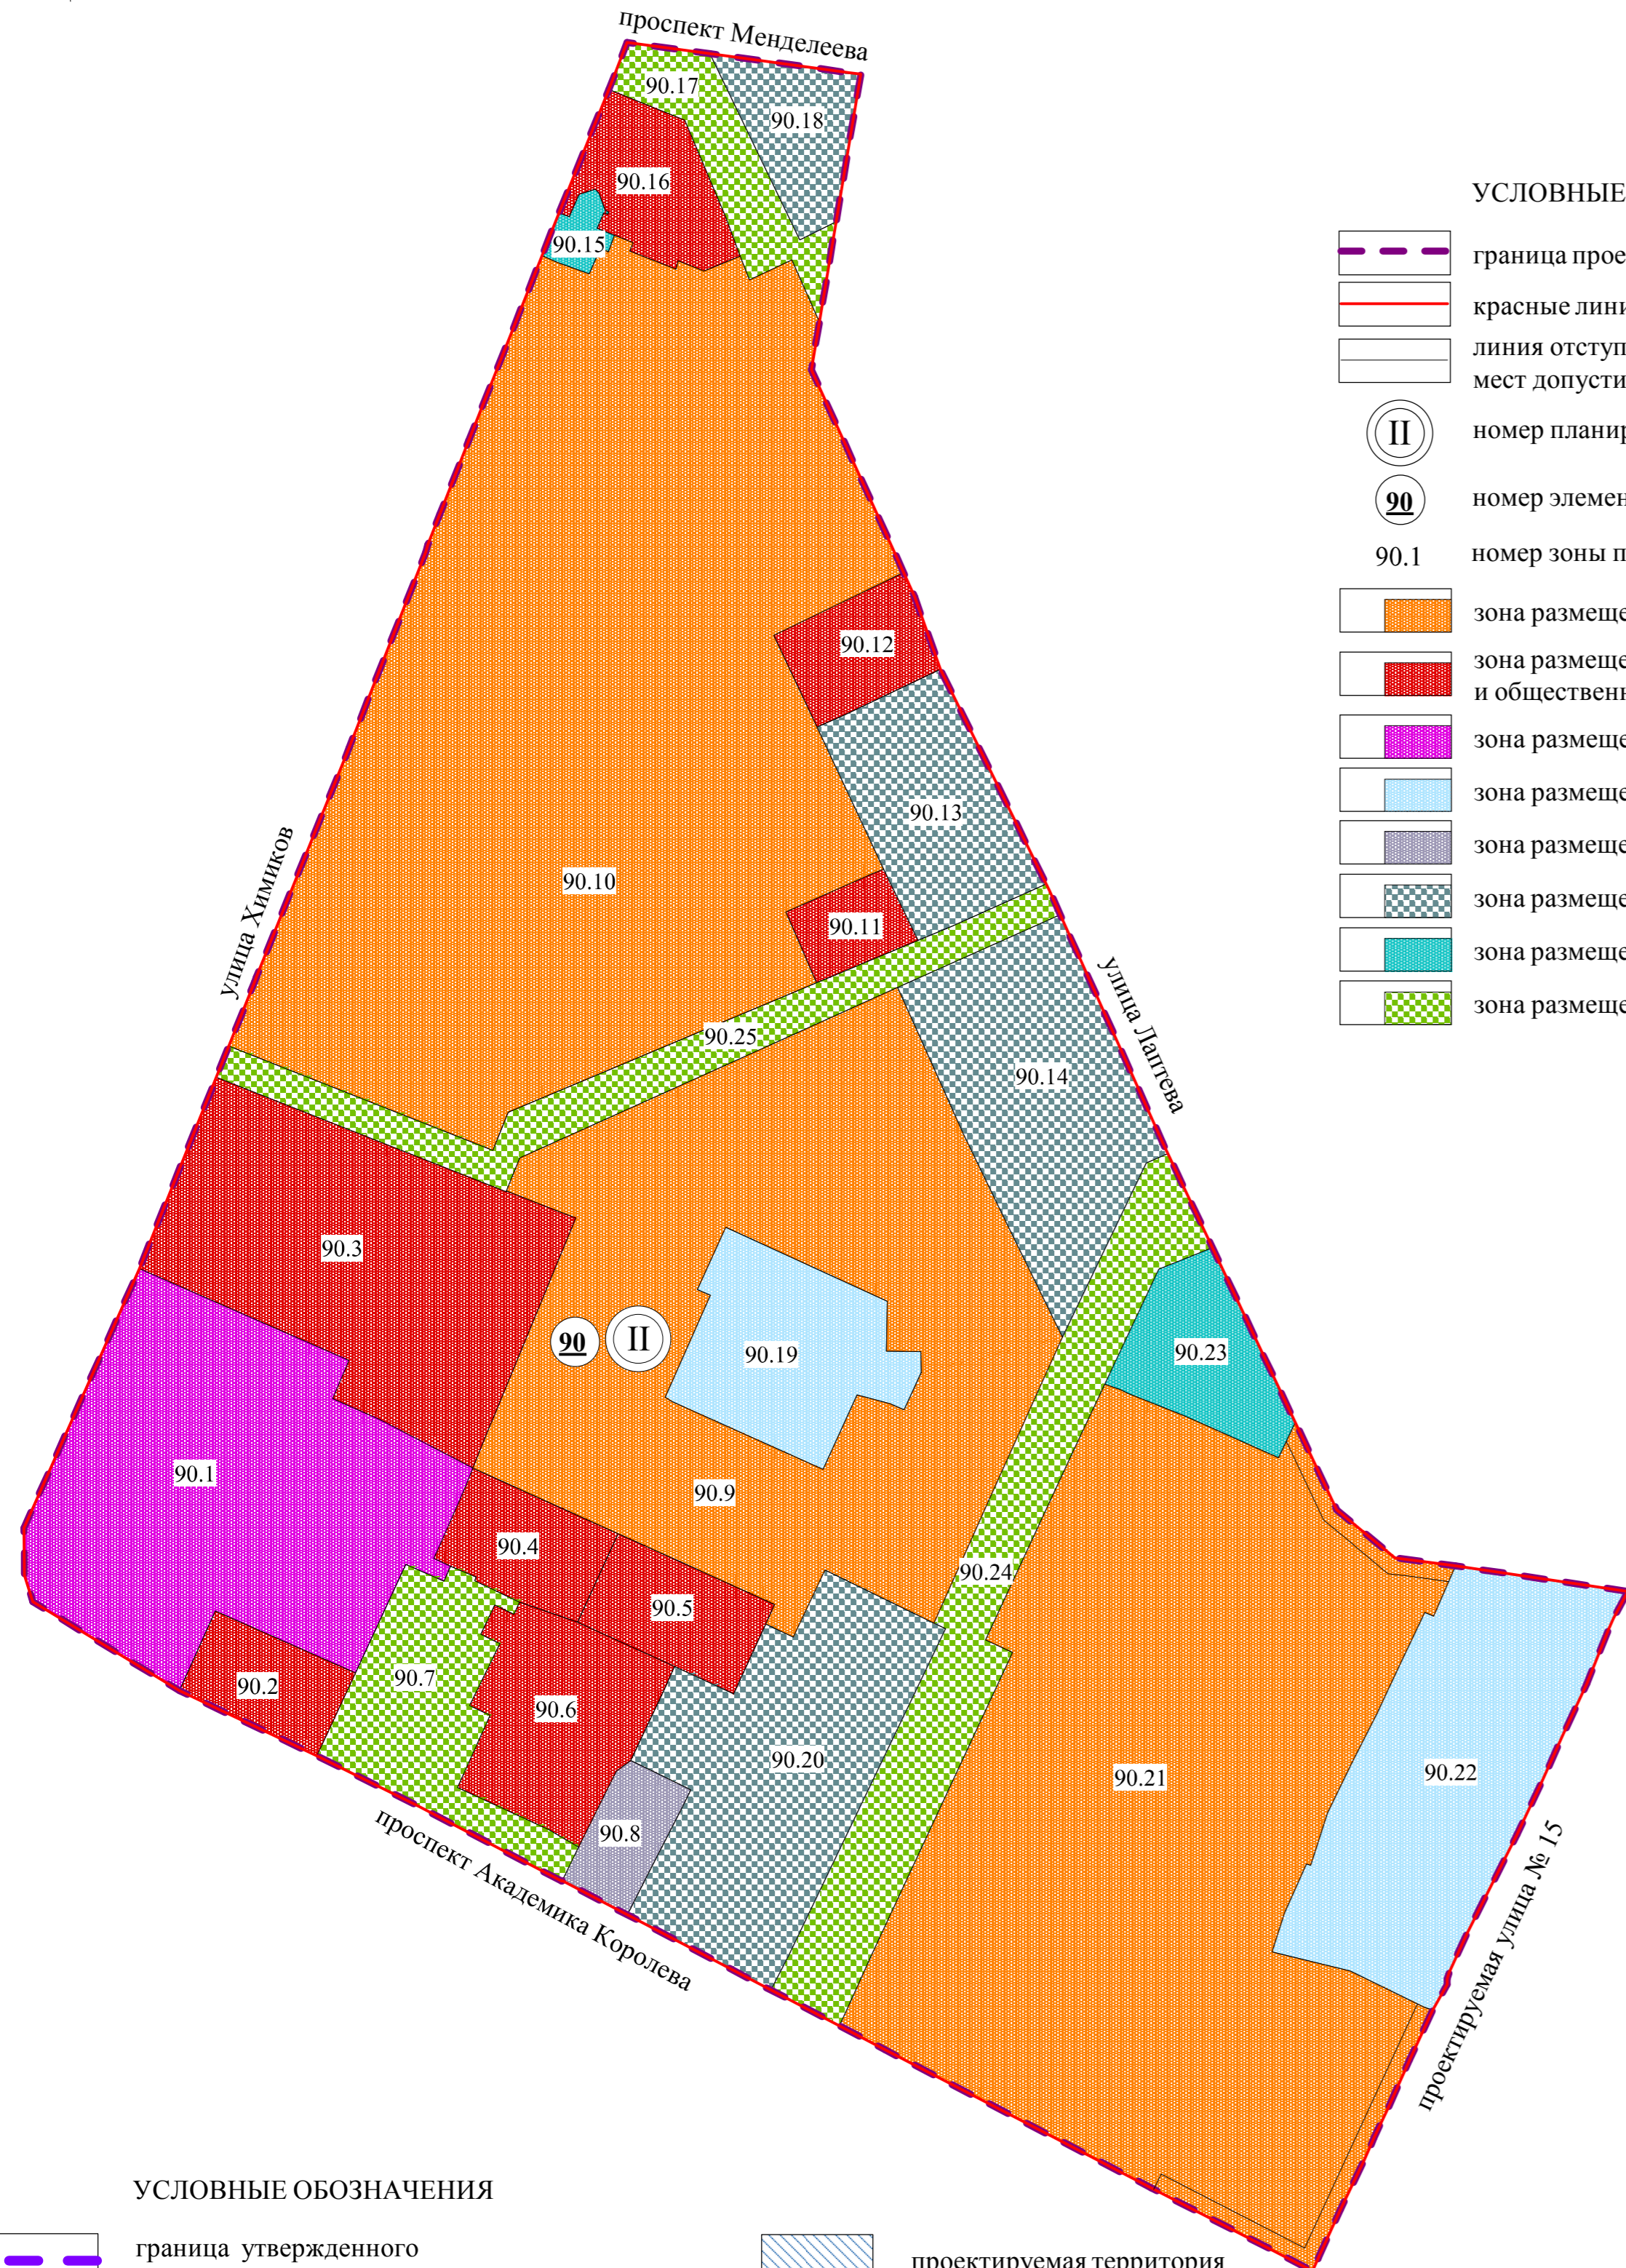 проспект Менделеева
90.17
90.18
90.16
90.15
90.12
90.13
90.10
90.11
улица Химиков
90.25
улица Лаптева
90.14
90.3
90
II
90.19
90.23
90.1
90.9
90.4
90.24
90.5
90.2
90.7
90.6
90.20
90.21
90.22
90.8
проспект Академика Королева
проектируемая улица № 15
УСЛОВНЫЕ
граница прое
красные лини
линия отступ
мест допусти
II
номер плани
90
номер элемен
90.1
номер зоны п
зона размеще
зона размеще
и обществен
зона размеще
зона размеще
зона размеще
зона размеще
зона размеще
зона размеще
УСЛОВНЫЕ ОБОЗНАЧЕНИЯ
граница утвержденного
проектируемая территория